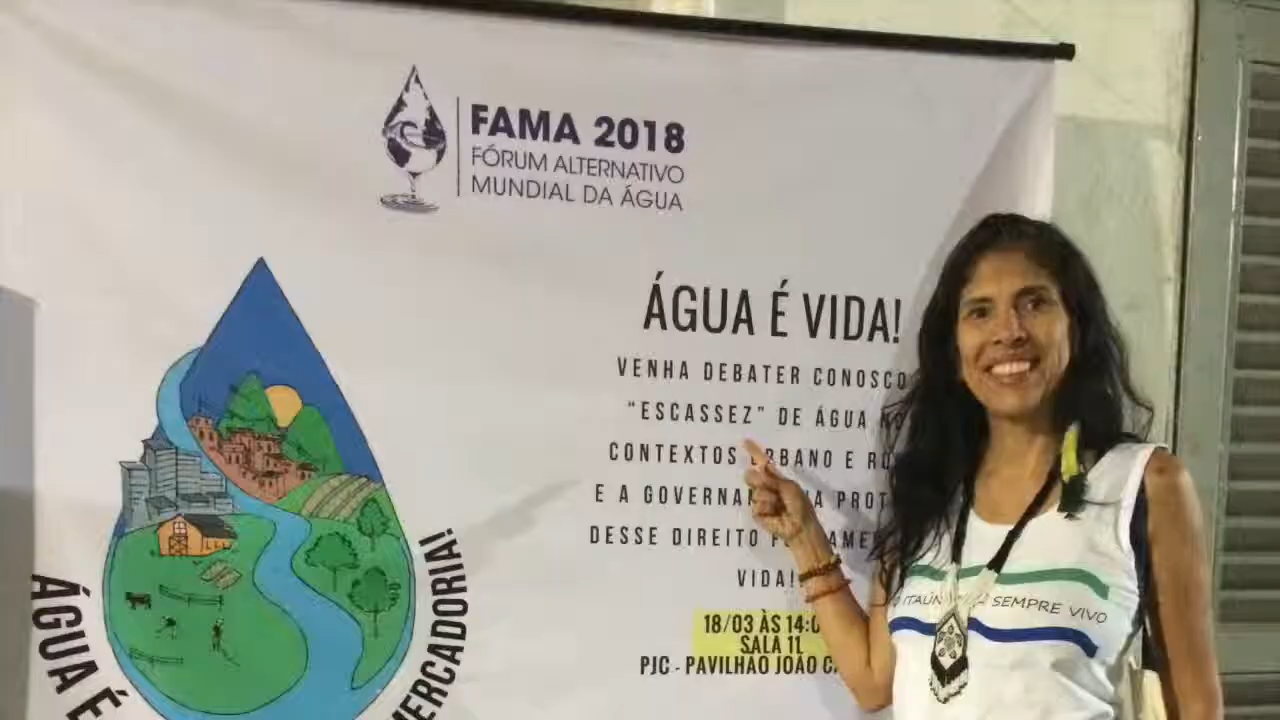 FAMA 2018
FÓRUM ALTERNATIVO
MUNDIAL DA ÁGUA
ÁGUA É VIDA!
VENHA DEBATER CONOSCO
"ESCASSEZ" DE ÁGUA
CONTEXTOS URBANO E
E A
DESSE DIREITO
VIDA!
18/03 ÀS
SALA 11
PJC - PAVILHÃO JOÃO
ÁGUA É
MERCADORIA!
SEMPRE VIVO